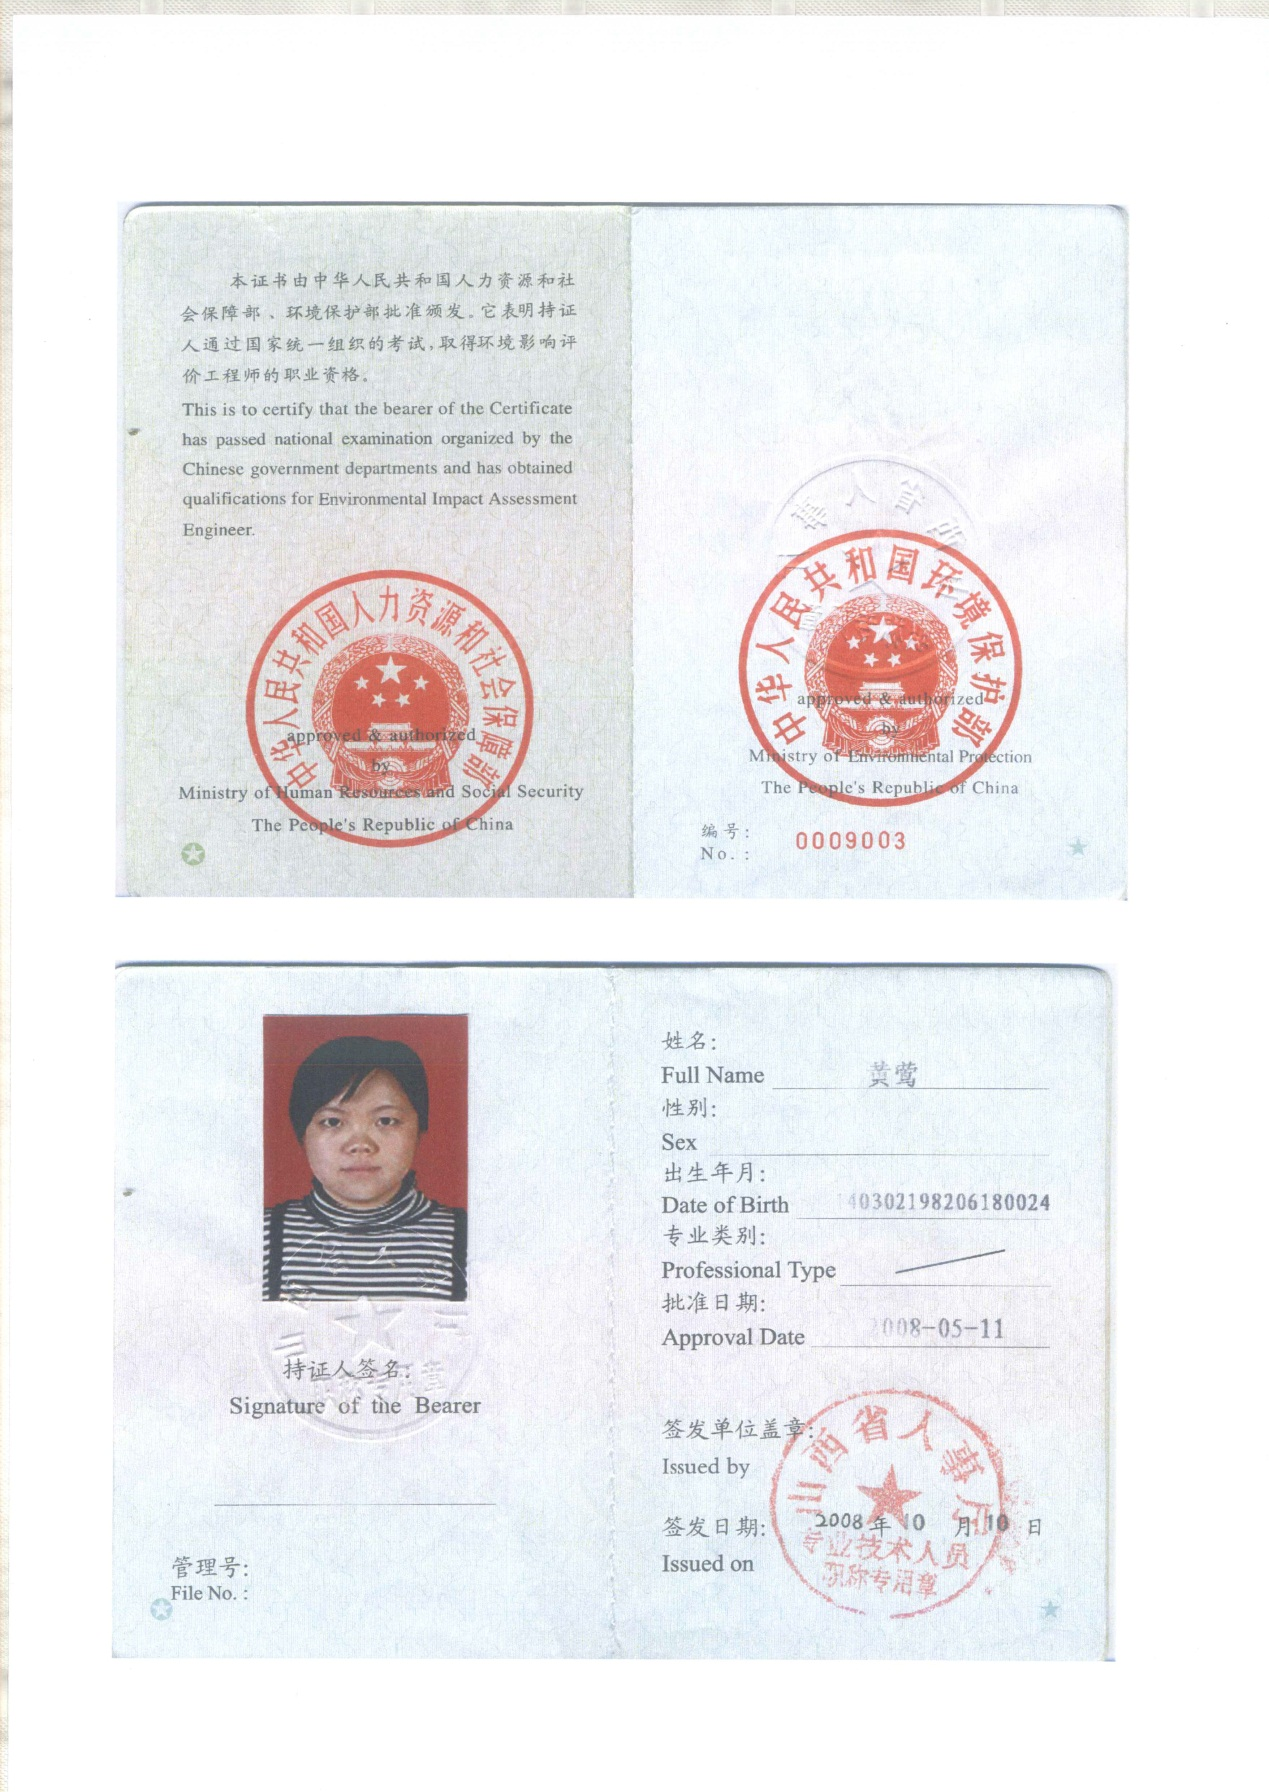 本证书由中华人民共和国人力资源和社
会保障部、环境保护部批准颁发。它表明持证
人通过国家统一组织的考试,取得环境影响评
价工程师的职业资格。
This is to certify that the bearer of the Certificate
has passed national examination organized by the
Chinese government departments and has obtained
qualifications for Environmental Impact Assessment
Engineer.
中华人民共和国人力资源和社会保障部
approved & authorized
by
Ministry of Human Resources and Social Security
The People's Republic of China
中华人民共和国环境保护部
approved & authorized
by
Ministry of Environmental Protection
The People's Republic of China
编号:
No.:
0009003
持证人签名:
Signature of the Bearer
管理号:
File No.:
姓名:
Full Name 黄莺
性别:
Sex
出生年月:
Date of Birth 140302198206180024
专业类别:
Professional Type
批准日期:
Approval Date 2008-05-11
签发单位盖章:
Issued by
山西省人事厅
签发日期: 2008年10月10日
Issued on
专业技术人员
职称专用章